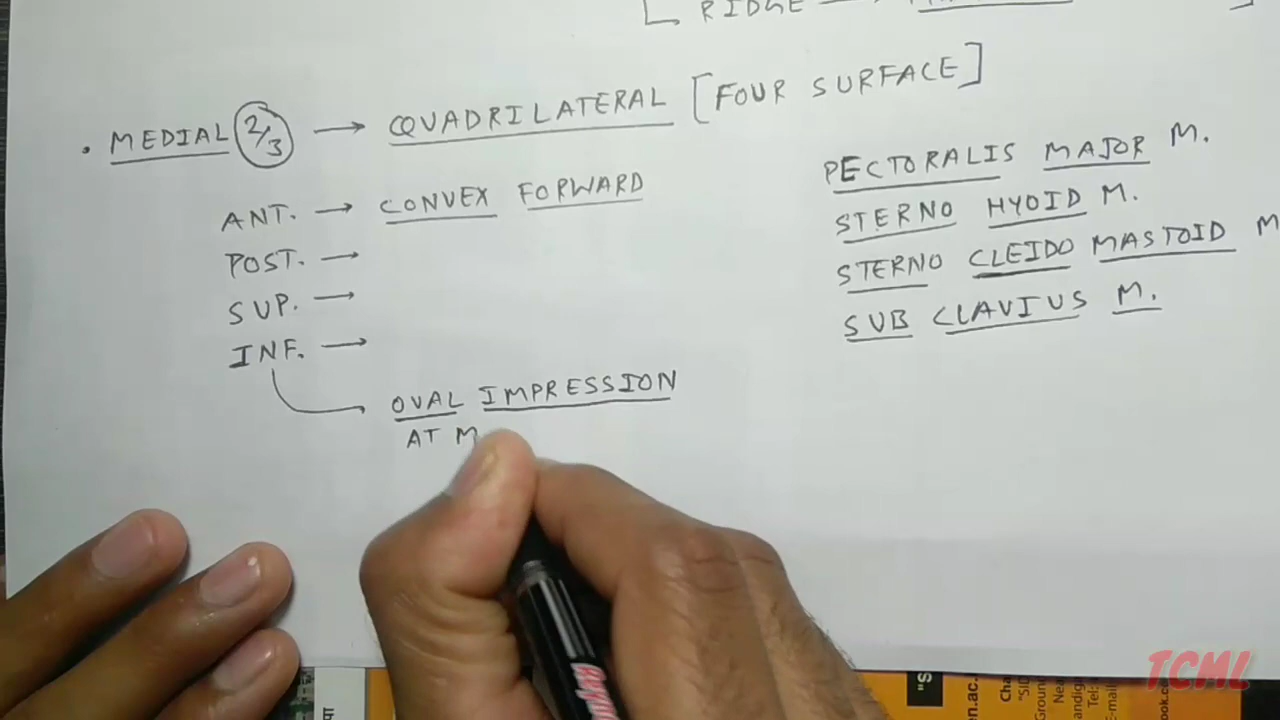 RIDGE
• MEDIAL 2/3 → QUADRILATERAL [FOUR SURFACE]
ANT. → CONVEX FORWARD
POST. →
SUP. →
INF. →
OVAL IMPRESSION
AT M
PECTORALIS MAJOR M.
STERNO HYOID M.
STERNO CLEIDO MASTOID M
SUB CLAVIUS M.
TCML